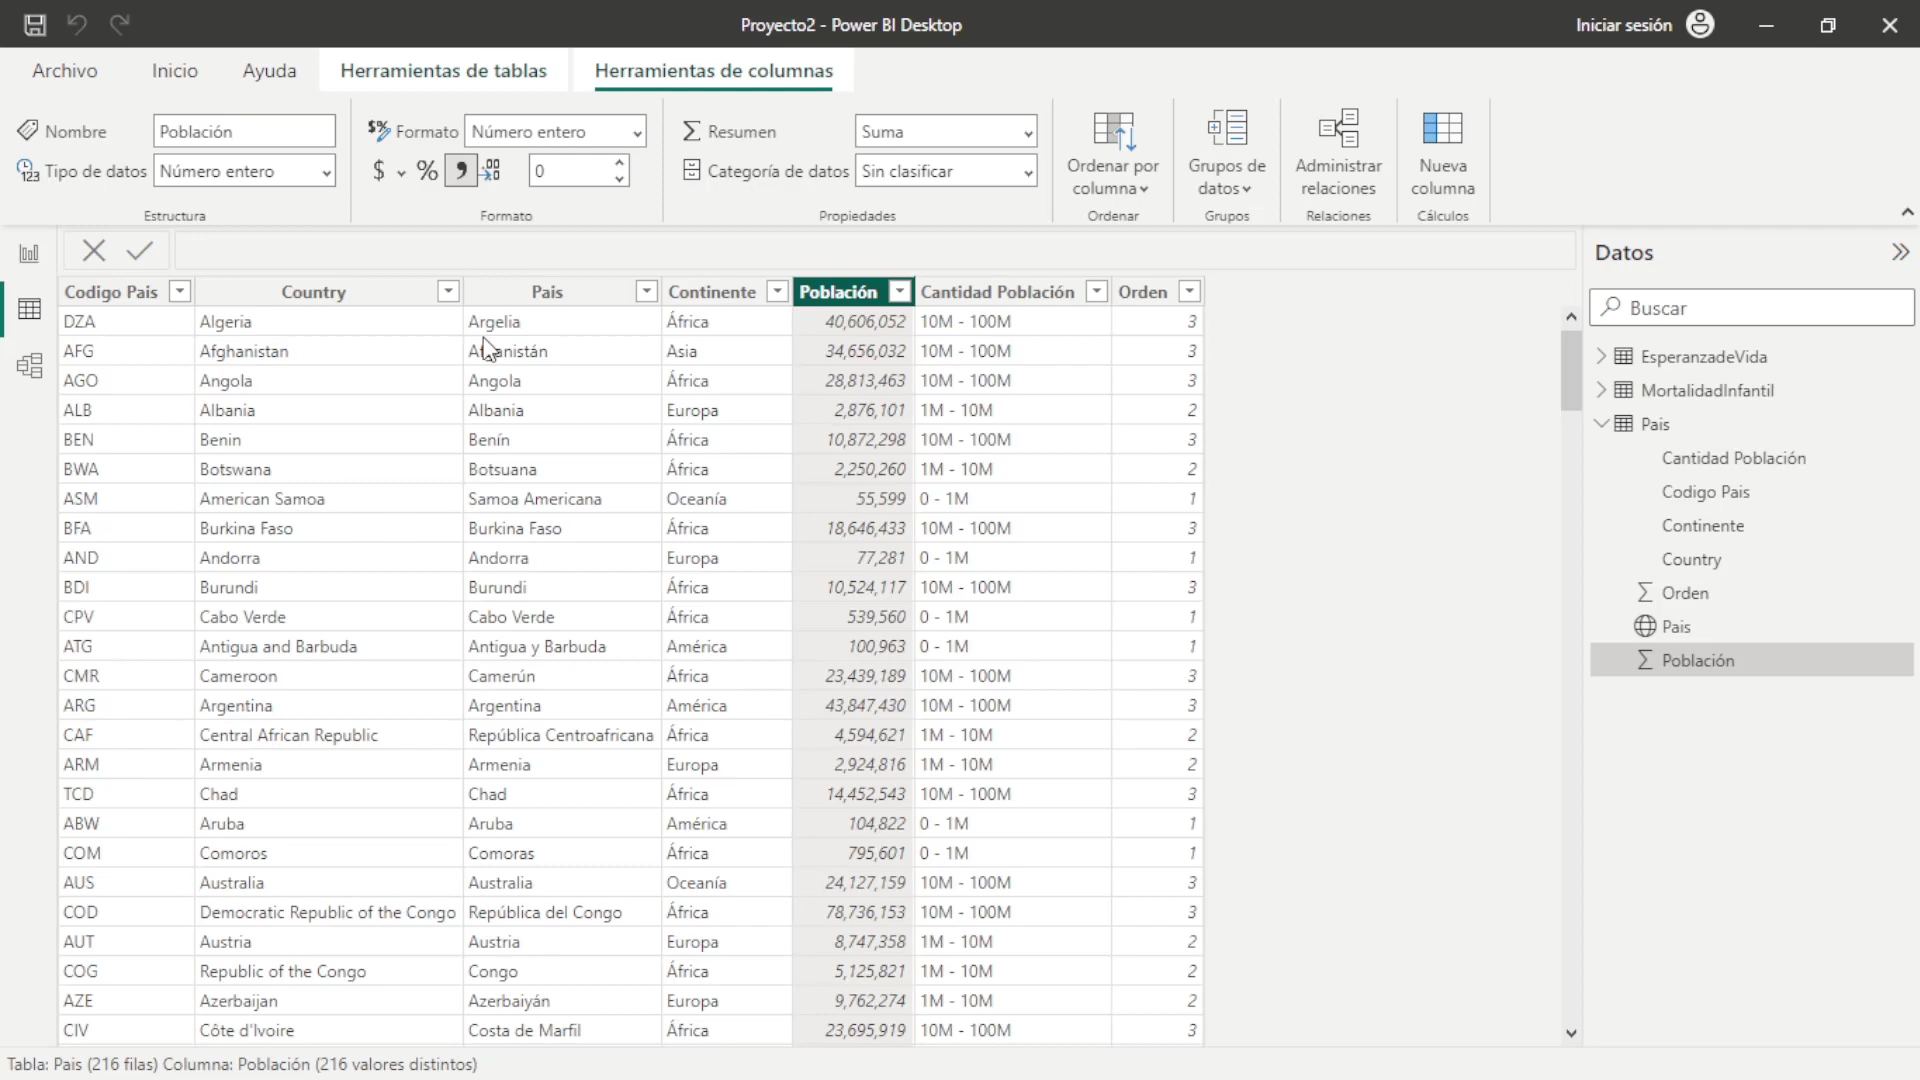 Proyecto2 - Power BI Desktop
Iniciar sesión
Archivo Inicio Ayuda Herramientas de tablas Herramientas de columnas
Nombre Población
Tipo de datos Número entero
Estructura
$% Formato Número entero
$ % 9 .00 0
Formato
Resumen Suma
Categoría de datos Sin clasificar
Propiedades
Ordenar por
columna
Ordenar
Grupos de
datos
Grupos
Administrar
relaciones
Relaciones
Nueva
columna
Cálculos
Codigo Pais Country Pais Continente Población Cantidad Población Orden
DZA Algeria Argelia África 40,606,052 10M - 100M 3
AFG Afghanistan Afganistán Asia 34,656,032 10M - 100M 3
AGO Angola Angola África 28,813,463 10M - 100M 3
ALB Albania Albania Europa 2,876,101 1M - 10M 2
BEN Benin Benín África 10,872,298 10M - 100M 3
BWA Botswana Botsuana África 2,250,260 1M - 10M 2
ASM American Samoa Samoa Americana Oceanía 55,599 0 - 1M 1
BFA Burkina Faso Burkina Faso África 18,646,433 10M - 100M 3
AND Andorra Andorra Europa 77,281 0 - 1M 1
BDI Burundi Burundi África 10,524,117 10M - 100M 3
CPV Cabo Verde Cabo Verde África 539,560 0 - 1M 1
ATG Antigua and Barbuda Antigua y Barbuda América 100,963 0 - 1M 1
CMR Cameroon Camerún África 23,439,189 10M - 100M 3
ARG Argentina Argentina América 43,847,430 10M - 100M 3
CAF Central African Republic República Centroafricana África 4,594,621 1M - 10M 2
ARM Armenia Armenia Europa 2,924,816 1M - 10M 2
TCD Chad Chad África 14,452,543 10M - 100M 3
ABW Aruba Aruba América 104,822 0 - 1M 1
COM Comoros Comoras África 795,601 0 - 1M 1
AUS Australia Australia Oceanía 24,127,159 10M - 100M 3
COD Democratic Republic of the Congo República del Congo África 78,736,153 10M - 100M 3
AUT Austria Austria Europa 8,747,358 1M - 10M 2
COG Republic of the Congo Congo África 5,125,821 1M - 10M 2
AZE Azerbaijan Azerbaiyán Europa 9,762,274 1M - 10M 2
CIV Côte d'Ivoire Costa de Marfil África 23,695,919 10M - 100M 3
Datos
Buscar
EsperanzadeVida
MortalidadInfantil
Pais
Cantidad Población
Codigo Pais
Continente
Country
Orden
Pais
Población
Tabla: Pais (216 filas) Columna: Población (216 valores distintos)